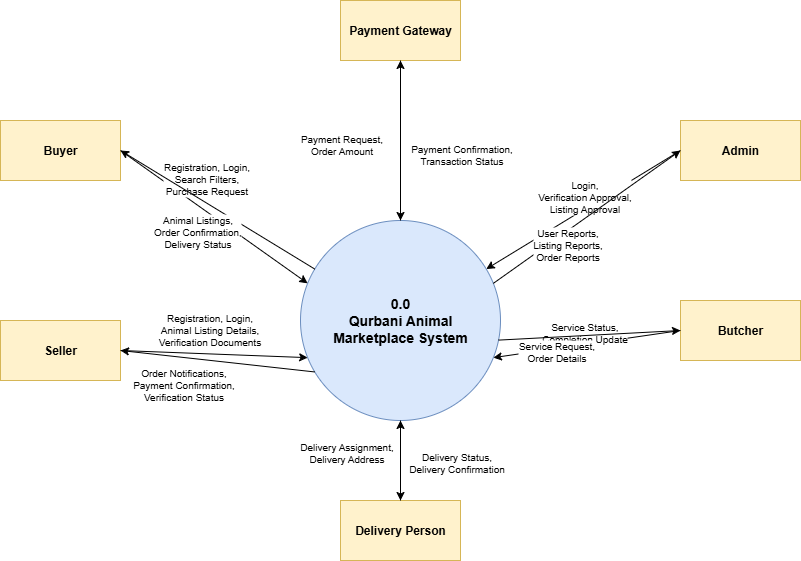 Payment Gateway
Buyer
Admin
Payment Request,
Order Amount
Payment Confirmation,
Transaction Status
Registration, Login,
Search Filters,
Purchase Request
Animal Listings,
Order Confirmation,
Delivery Status
Login,
Verification Approval,
Listing Approval
User Reports,
Listing Reports,
Order Reports
0.0
Qurbani Animal
Marketplace System
Seller
Registration, Login,
Animal Listing Details,
Verification Documents
Order Notifications,
Payment Confirmation,
Verification Status
Butcher
Service Status,
Completion Update
Service Request,
Order Details
Delivery Assignment,
Delivery Address
Delivery Status,
Delivery Confirmation
Delivery Person